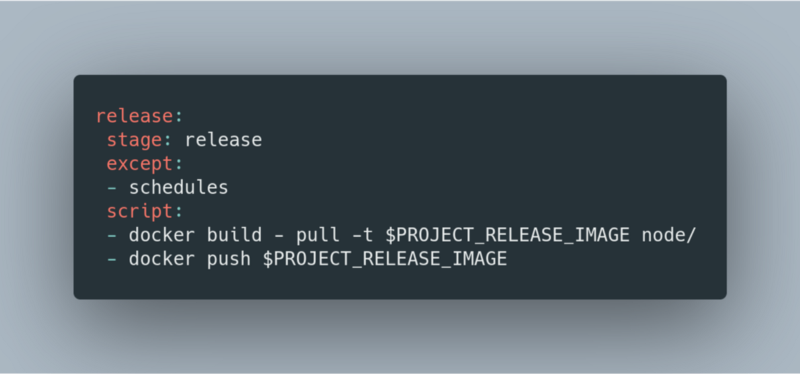 release:
 stage: release
 except:
 - schedules
 script:
 - docker build – pull -t $PROJECT_RELEASE_IMAGE node/
 - docker push $PROJECT_RELEASE_IMAGE